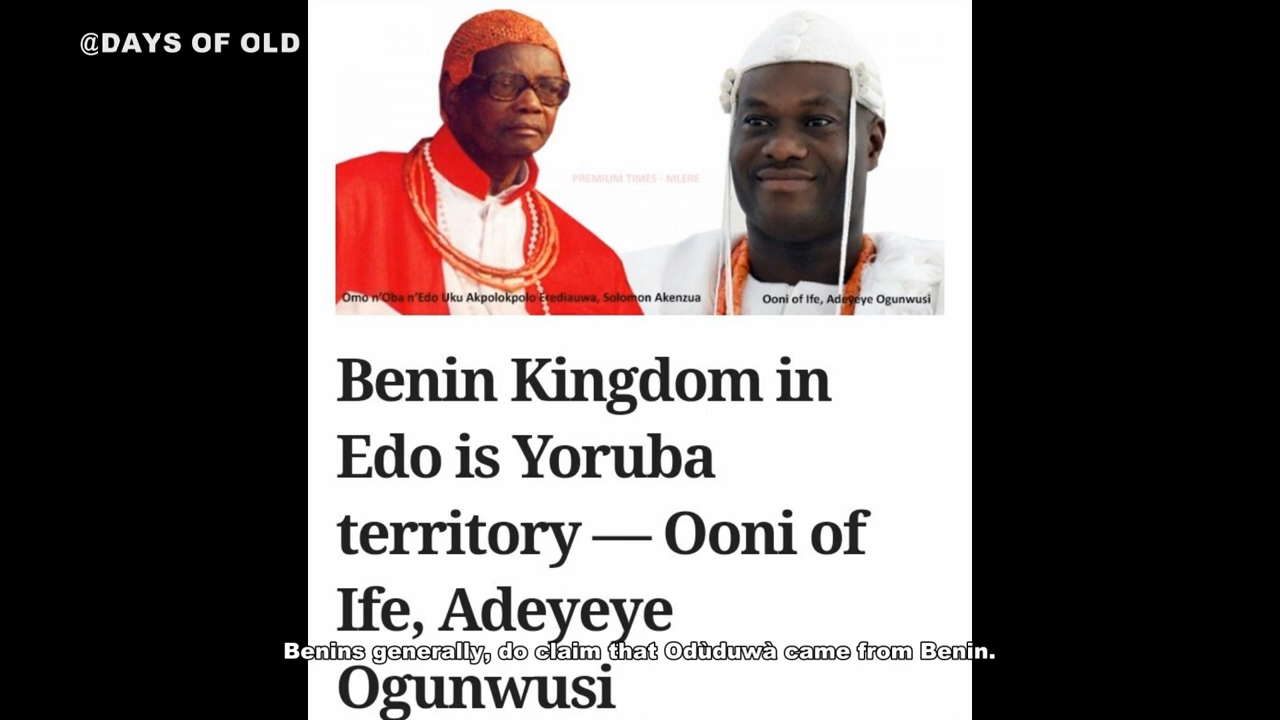 @DAYS OF OLD
PREMIUM TIMES - MLERE
Omo n'Oba n'Edo Uku Akpolokpolo Erediauwa, Solomon Akenzua
Ooni of Ife, Adeyeye Ogunwusi
Benin Kingdom in
Edo is Yoruba
territory — Ooni of
Ife, Adeyeye
Benins generally, do claim that Odùduwà came from Benin.
Ogunwusi